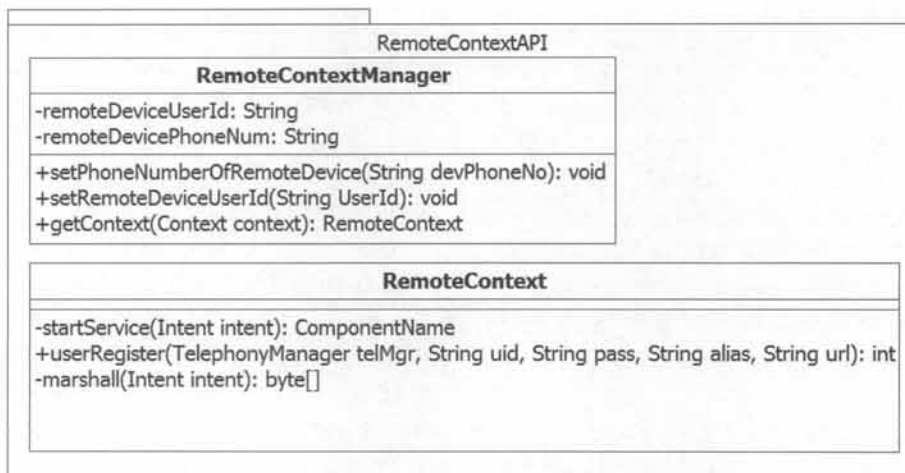 RemoteContextAPI
RemoteContextManager
-remoteDeviceUserId: String
-remoteDevicePhoneNum: String
+setPhoneNumberOfRemoteDevice(String devPhoneNo): void
+setRemoteDeviceUserId(String UserId): void
+getContext(Context context): RemoteContext
RemoteContext
-startService(Intent intent): ComponentName
+userRegister(TelephonyManager telMgr, String uid, String pass, String alias, String url): int
-marshall(Intent intent): byte[]